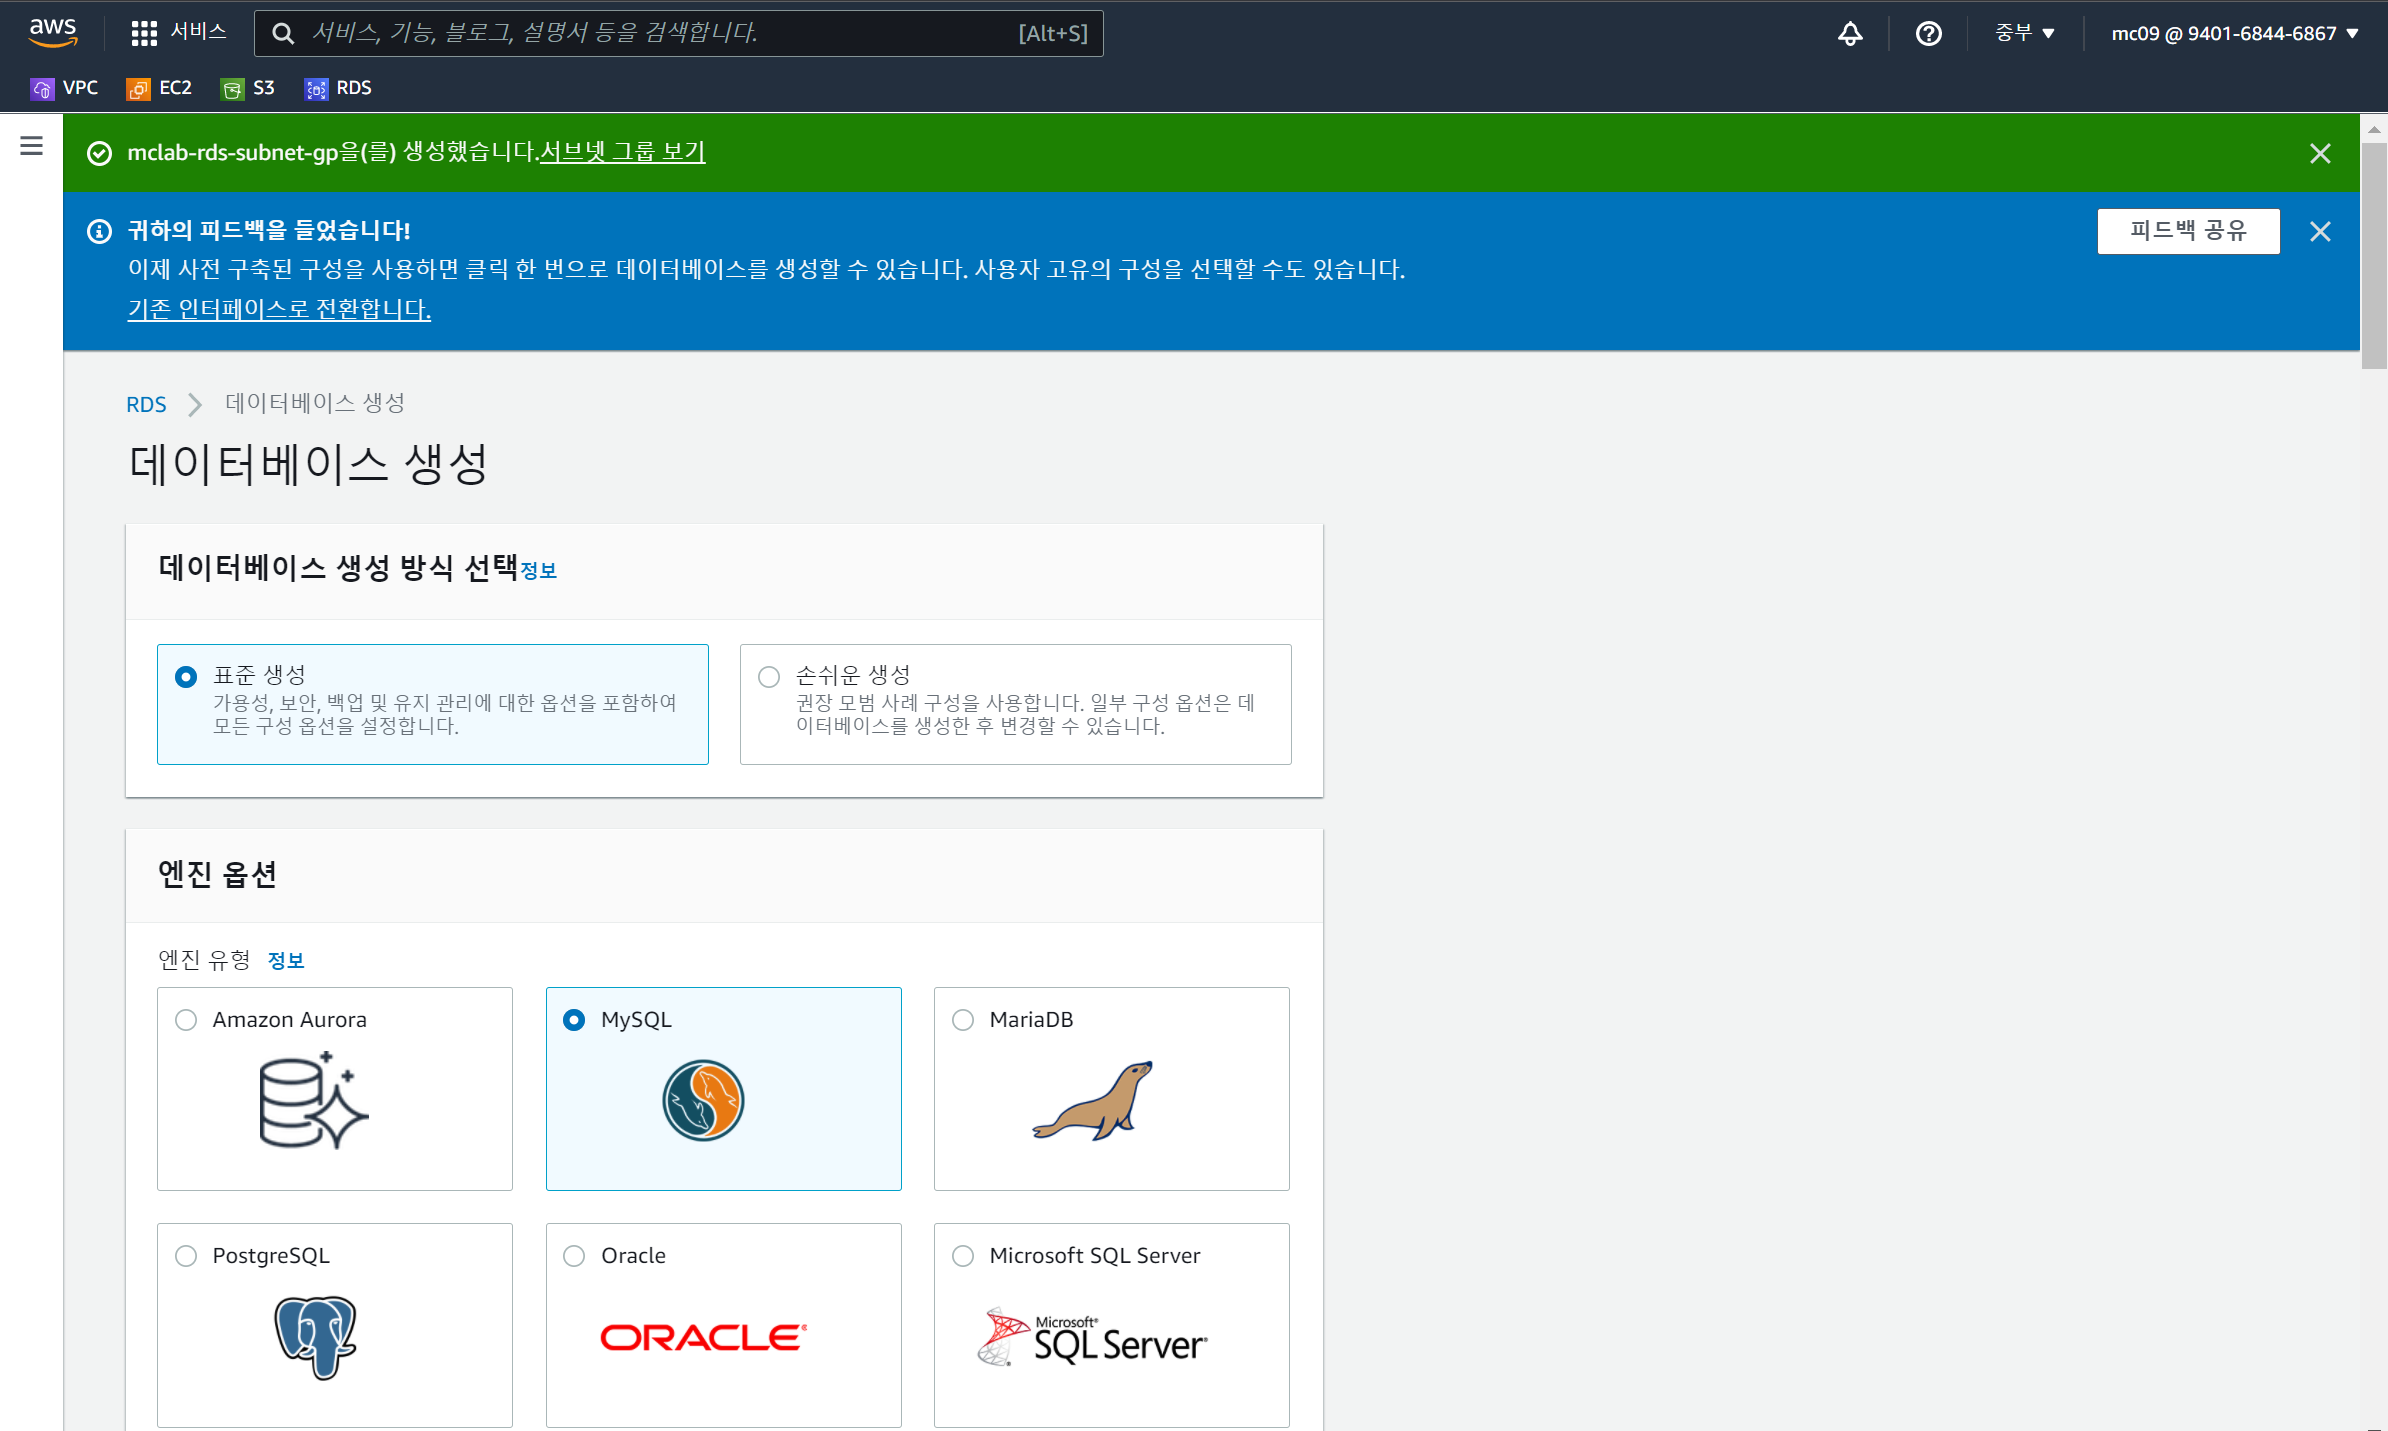 aws 서비스 서비스, 기능, 블로그, 설명서 등을 검색합니다. [Alt+S] 중부 ▼ mc09 @ 9401-6844-6867 ▼
VPC EC2 S3 RDS
mclab-rds-subnet-gp을(를) 생성했습니다.서브넷 그룹 보기
귀하의 피드백을 들었습니다! 피드백 공유
이제 사전 구축된 구성을 사용하면 클릭 한 번으로 데이터베이스를 생성할 수 있습니다. 사용자 고유의 구성을 선택할 수도 있습니다.
기존 인터페이스로 전환합니다.
RDS 데이터베이스 생성
데이터베이스 생성
데이터베이스 생성 방식 선택정보
표준 생성
가용성, 보안, 백업 및 유지 관리에 대한 옵션을 포함하여
모든 구성 옵션을 설정합니다.
손쉬운 생성
권장 모범 사례 구성을 사용합니다. 일부 구성 옵션은 데
이터베이스를 생성한 후 변경할 수 있습니다.
엔진 옵션
엔진 유형 정보
Amazon Aurora
MySQL
MariaDB
PostgreSQL
Oracle
ORACLE
Microsoft SQL Server
Microsoft
SQL Server